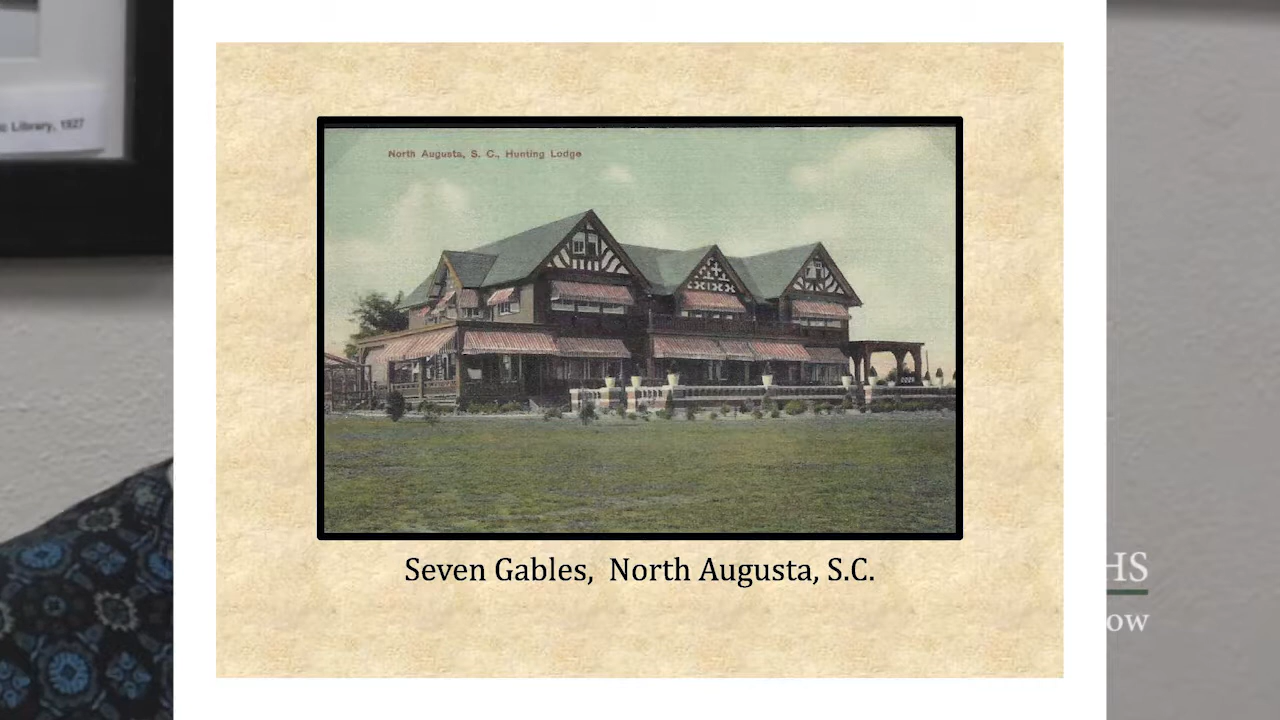 Library, 1927
North Augusta, S. C., Hunting Lodge
Seven Gables, North Augusta, S.C.
HS
ow